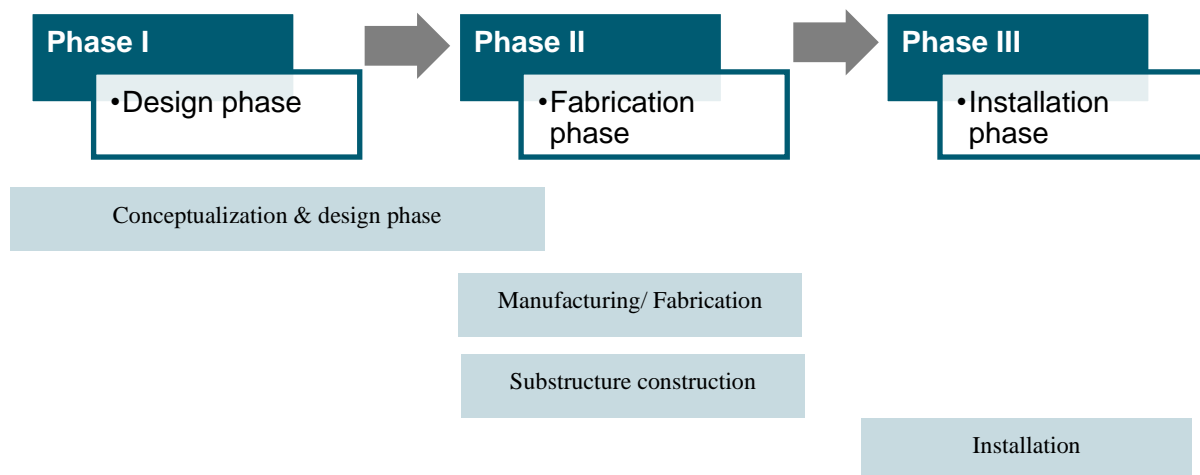 Phase I
•Design phase
Phase II
•Fabrication
phase
Phase III
•Installation
phase
Conceptualization & design phase
Manufacturing/ Fabrication
Substructure construction
Installation